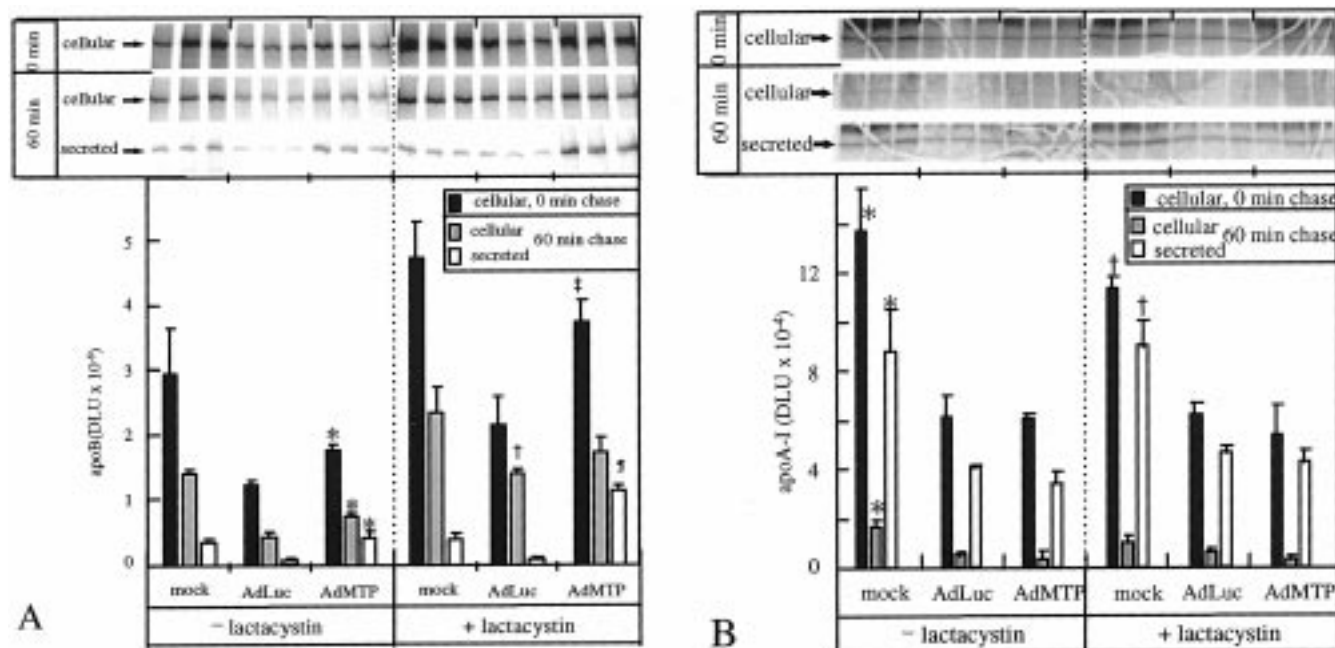 0 min
cellular
60 min
cellular
secreted
cellular, 0 min chase
cellular
60 min chase
secreted
apoB(DLU x 10⁻⁶)
5
4
3
2
1
0
‡
*
*
*
†
¶
mock
AdLuc
AdMTP
mock
AdLuc
AdMTP
− lactacystin
+ lactacystin
A
0 min
cellular
60 min
cellular
secreted
cellular, 0 min chase
cellular
60 min chase
secreted
apoA-I (DLU x 10⁻⁴)
12
8
4
0
*
*
*
†
†
mock
AdLuc
AdMTP
mock
AdLuc
AdMTP
− lactacystin
+ lactacystin
B